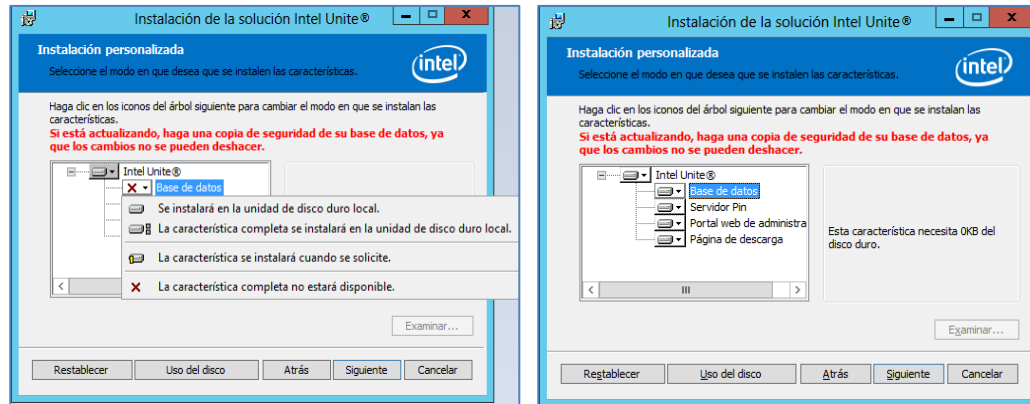 Instalación de la solución Intel Unite®
Instalación personalizada
Seleccione el modo en que desea que se instalen las características.
intel
Haga clic en los iconos del árbol siguiente para cambiar el modo en que se instalan las
características.
Si está actualizando, haga una copia de seguridad de su base de datos, ya
que los cambios no se pueden deshacer.
Intel Unite®
Base de datos
Se instalará en la unidad de disco duro local.
La característica completa se instalará en la unidad de disco duro local.
La característica se instalará cuando se solicite.
La característica completa no estará disponible.
Examinar...
Restablecer Uso del disco Atrás Siguiente Cancelar
Instalación de la solución Intel Unite®
Instalación personalizada
Seleccione el modo en que desea que se instalen las características.
intel
Haga clic en los iconos del árbol siguiente para cambiar el modo en que se instalan las
características.
Si está actualizando, haga una copia de seguridad de su base de datos, ya
que los cambios no se pueden deshacer.
Intel Unite®
Base de datos
Servidor Pin
Portal web de administra
Página de descarga
Esta característica necesita 0KB del
disco duro.
Examinar...
Restablecer Uso del disco Atrás Siguiente Cancelar